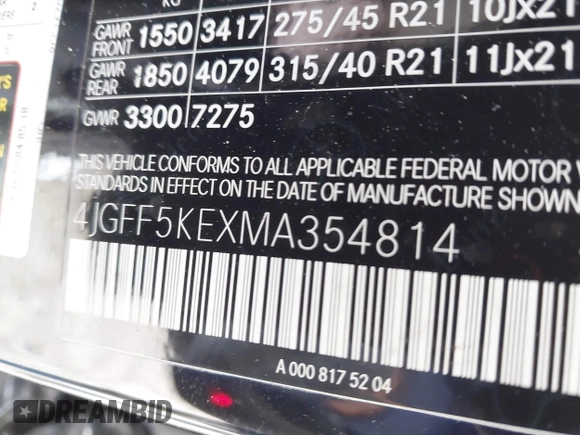 KG
GAWR FRONT 1550 3417 275/45 R21 10Jx21
GAWR REAR 1850 4079 315/40 R21 11Jx21
GVWR 3300 7275
THIS VEHICLE CONFORMS TO ALL APPLICABLE FEDERAL MOTOR
STANDARDS IN EFFECT ON THE DATE OF MANUFACTURE SHOWN
4JGFF5KEXMA354814
A 000 817 52 04
DREAMBID